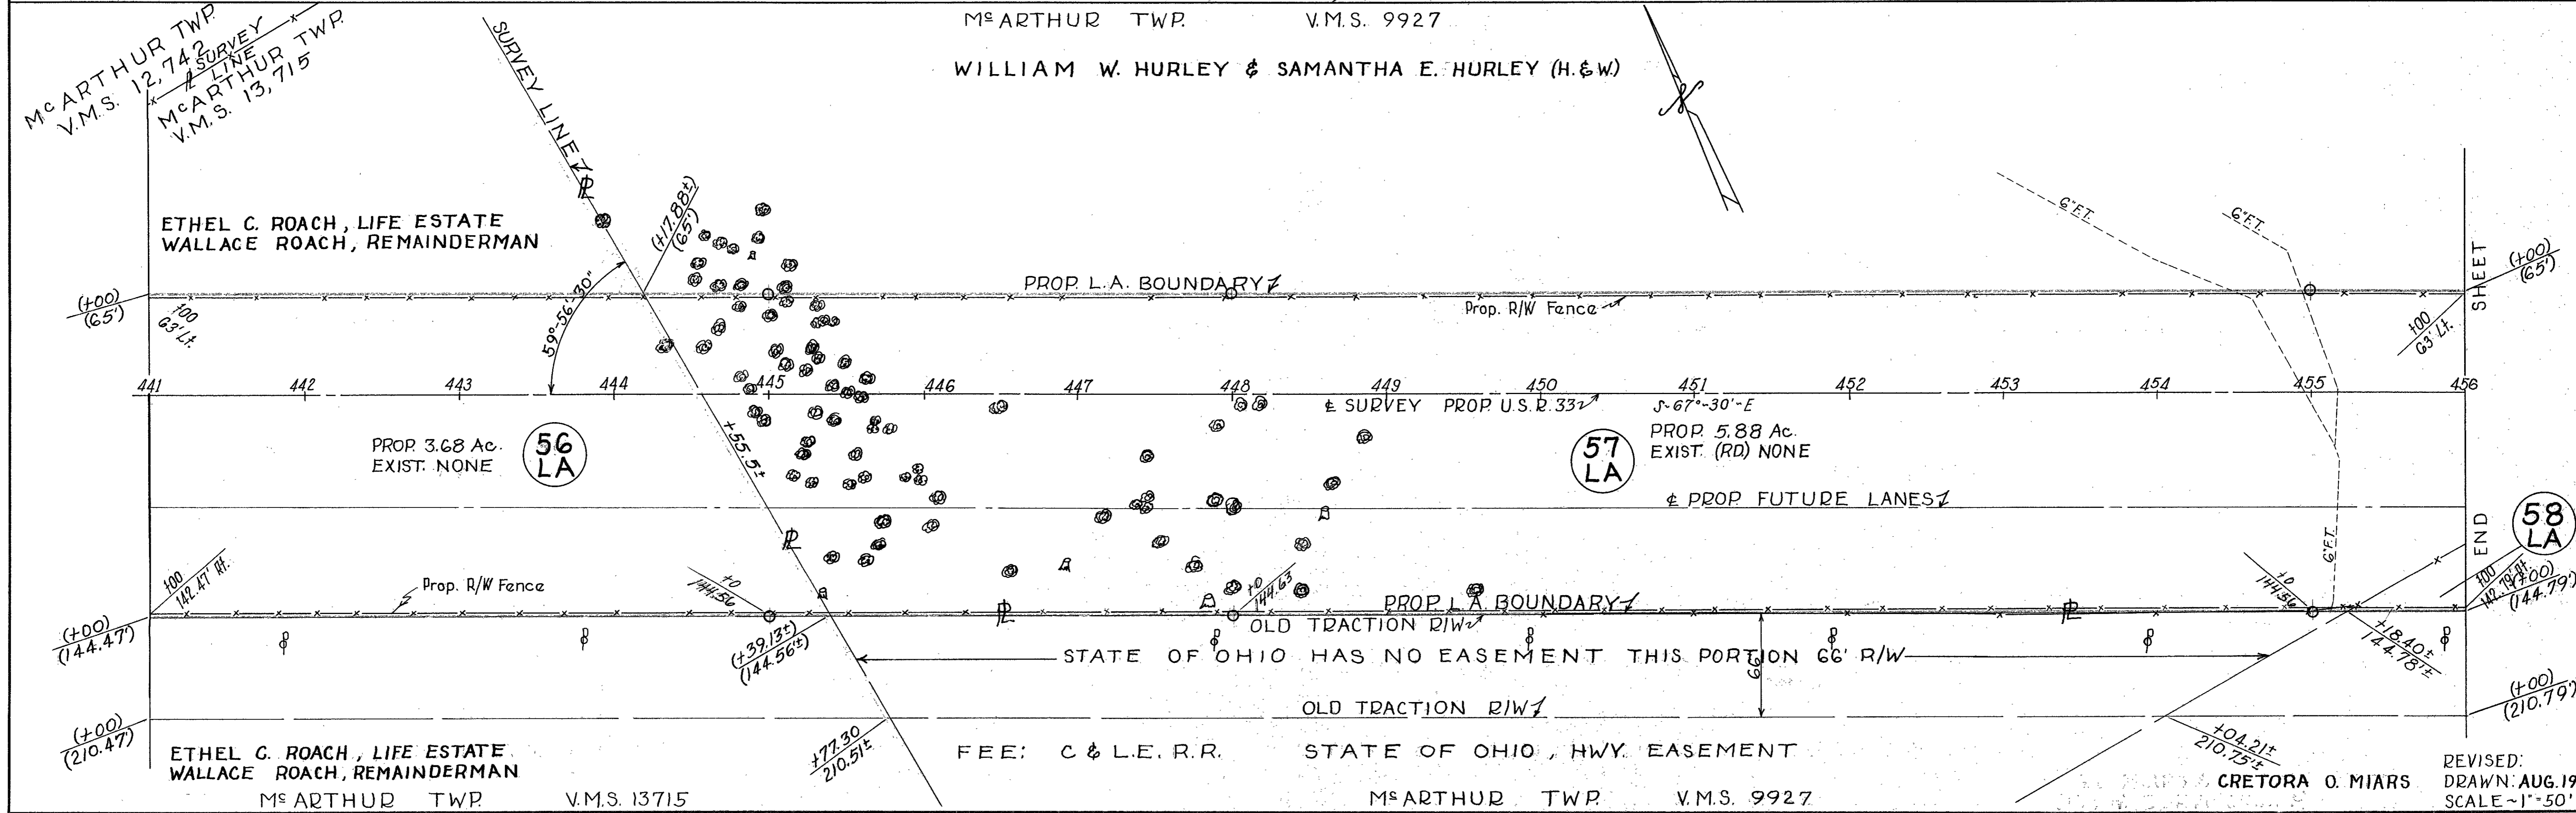 McARTHUR TWP. V.M.S. 9927
WILLIAM W. HURLEY & SAMANTHA E. HURLEY (H.&W.)
McARTHUR TWP.
V.M.S. 12,742
SURVEY
LINE
McARTHUR TWP.
V.M.S. 13,715
SURVEY LINE
N
ETHEL C. ROACH, LIFE ESTATE
WALLACE ROACH, REMAINDERMAN
(+17.88±)
(65')
59°-56'-30"
6" F.T.
6" F.T.
SHEET
(+00)
(65')
(+00)
(65')
+00
63' Lt.
PROP. L.A. BOUNDARY
Prop. R/W Fence
+00
63' Lt.
441 442 443 444 445 446 447 448 449 450 451 452 453 454 455 456
℄ SURVEY PROP. U.S.R. 33 S-67°-30'-E
PROP. 3.68 Ac.
EXIST. NONE
56
LA
+55.5±
57
LA
PROP. 5.88 Ac.
EXIST. (RD.) NONE
℄ PROP. FUTURE LANES
58
LA
END
6" F.T.
+00
142.47' Rt.
Prop. R/W Fence
+0
144.56
+0
144.63
+0
144.56
+00
142.79' Rt.
(+00)
(144.79')
PROP. L.A. BOUNDARY
OLD TRACTION R/W
(+00)
(144.47')
(+39.13±)
(144.56'±)
STATE OF OHIO HAS NO EASEMENT THIS PORTION 66' R/W
66'
+18.40±
144.78'±
OLD TRACTION R/W
(+00)
(210.47')
(+00)
(210.79')
+77.30
210.51±
+04.21±
210.75'±
ETHEL C. ROACH, LIFE ESTATE
WALLACE ROACH, REMAINDERMAN
FEE: C & L.E. R.R. STATE OF OHIO, HWY. EASEMENT
McARTHUR TWP. V.M.S. 13715
McARTHUR TWP. V.M.S. 9927
CRETORA O. MIARS
REVISED:
DRAWN: AUG. 19
SCALE ~ 1" = 50'